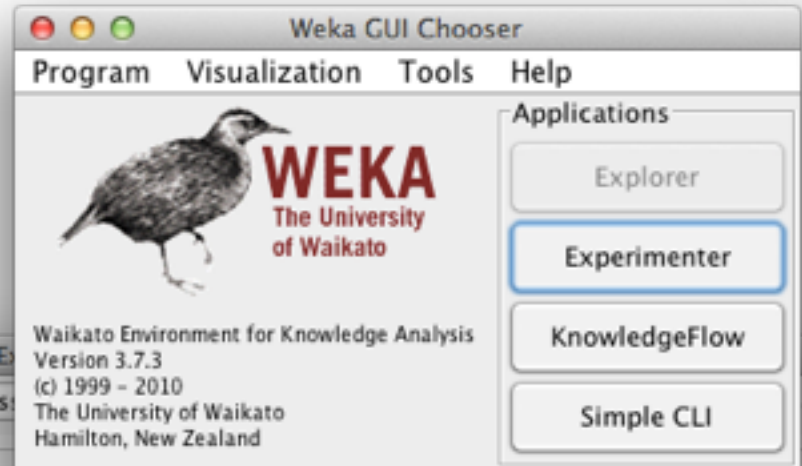 Weka GUI Chooser
Program Visualization Tools Help
WEKA
The University
of Waikato
Waikato Environment for Knowledge Analysis
Version 3.7.3
(c) 1999 - 2010
The University of Waikato
Hamilton, New Zealand
Applications
Explorer
Experimenter
KnowledgeFlow
Simple CLI